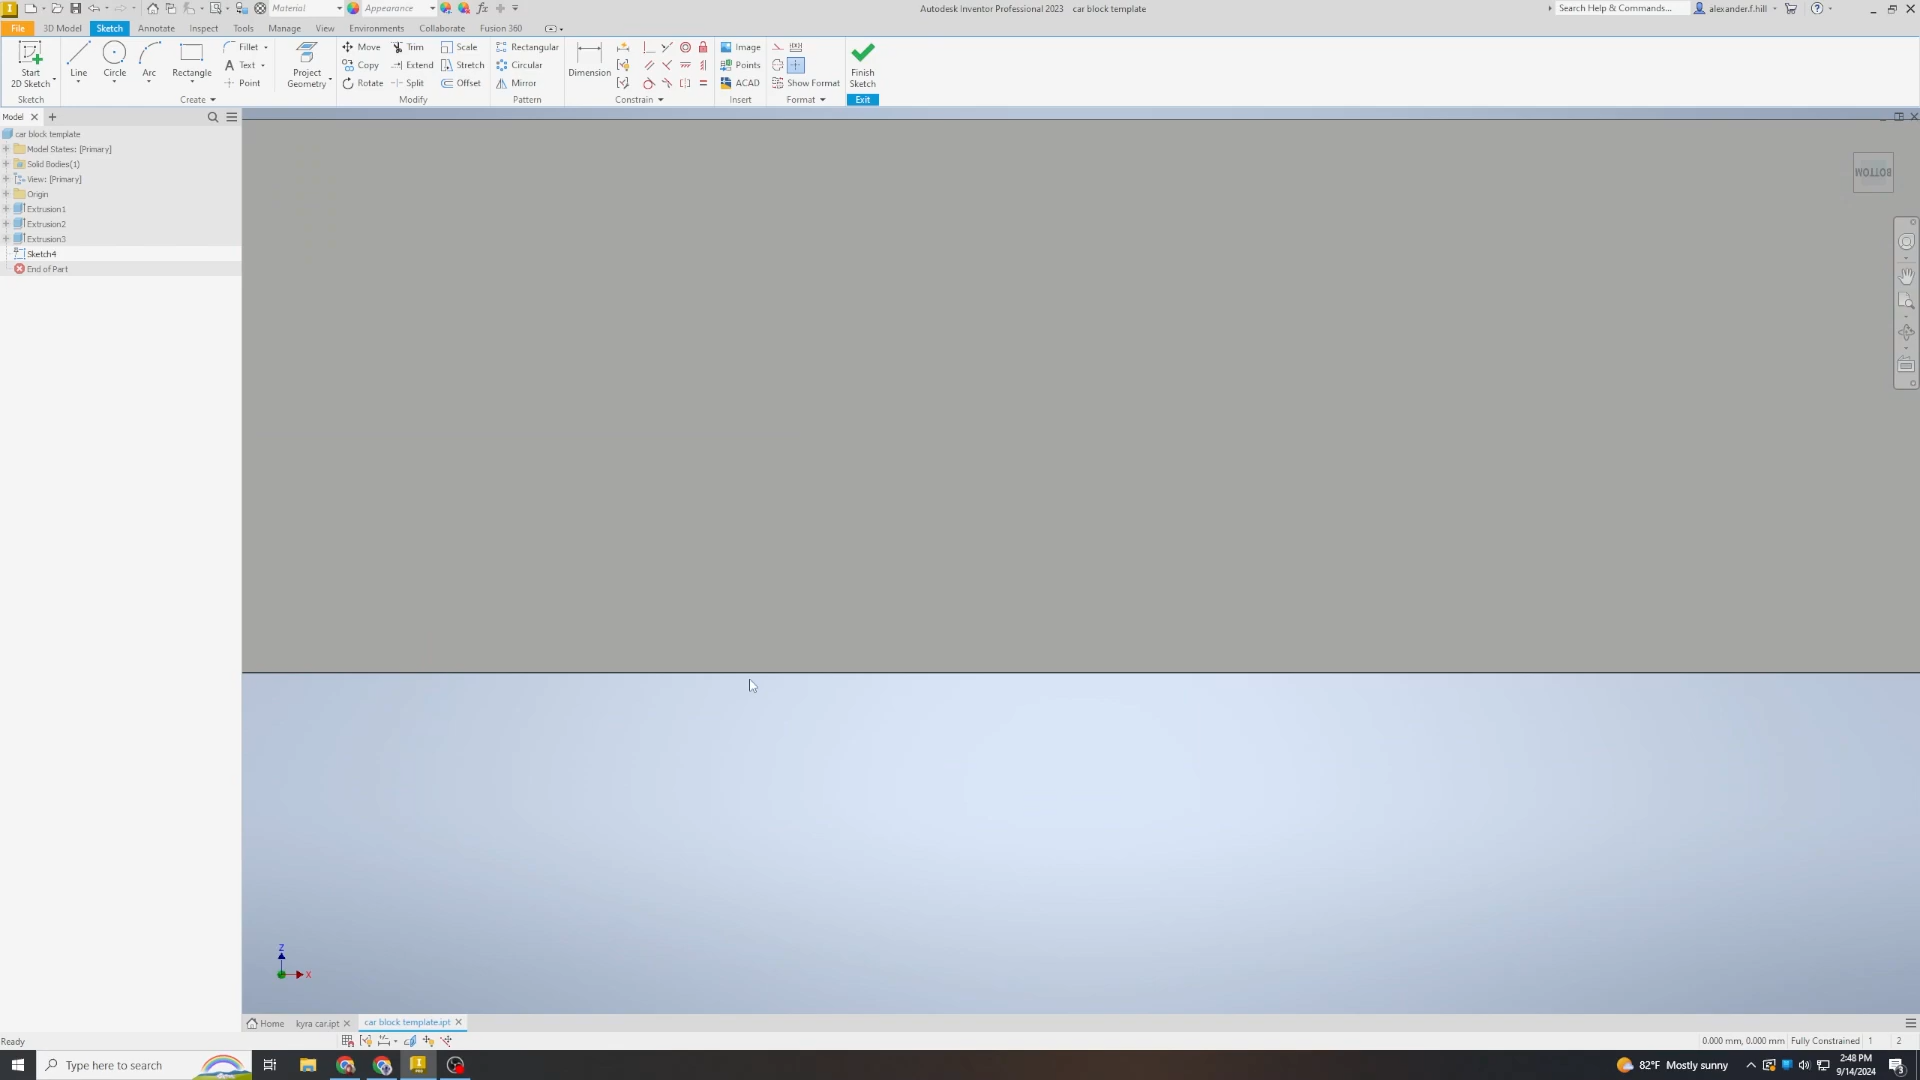 Material
Appearance
Autodesk Inventor Professional 2023 car block template
Search Help & Commands...
alexander.f.hill
File 3D Model Sketch Annotate Inspect Tools Manage View Environments Collaborate Fusion 360
Start
2D Sketch
Line
Circle
Arc
Rectangle
Fillet
Text
Point
Project
Geometry
Move
Trim
Scale
Copy
Extend
Stretch
Rotate
Split
Offset
Rectangular
Circular
Mirror
Dimension
Image
Points
ACAD
Show Format
Finish
Sketch
Sketch
Create
Modify
Pattern
Constrain
Insert
Format
Exit
Model
car block template
Model States: [Primary]
Solid Bodies(1)
View: [Primary]
Origin
Extrusion1
Extrusion2
Extrusion3
Sketch4
End of Part
BOTTOM
Z
X
Home
kyra car.ipt
car block template.ipt
Ready
0.000 mm, 0.000 mm Fully Constrained 1 2
Type here to search
82°F Mostly sunny
2:48 PM
9/14/2024
3